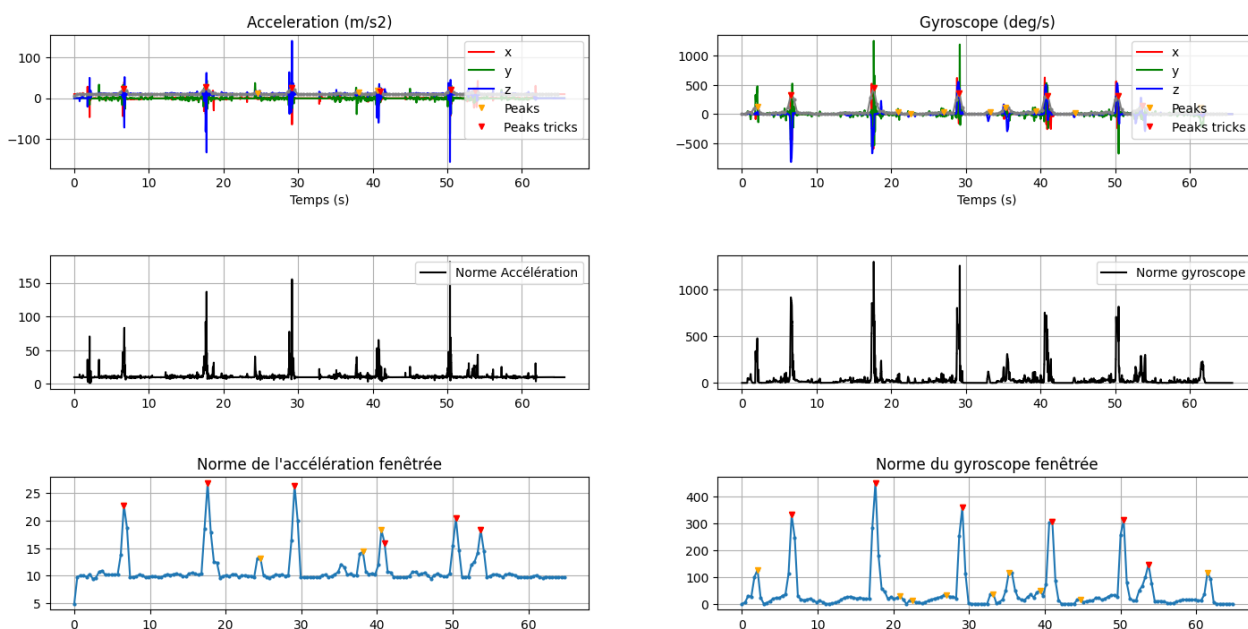 Acceleration (m/s2)
100
0
−100
x
y
z
Peaks
Peaks tricks
0 10 20 30 40 50 60
Temps (s)
Gyroscope (deg/s)
1000
500
0
−500
x
y
z
Peaks
Peaks tricks
0 10 20 30 40 50 60
Temps (s)
150
100
50
0
Norme Accélération
0 10 20 30 40 50 60
1000
500
0
Norme gyroscope
0 10 20 30 40 50 60
Norme de l'accélération fenêtrée
25
20
15
10
5
0 10 20 30 40 50 60
Norme du gyroscope fenêtrée
400
300
200
100
0
0 10 20 30 40 50 60